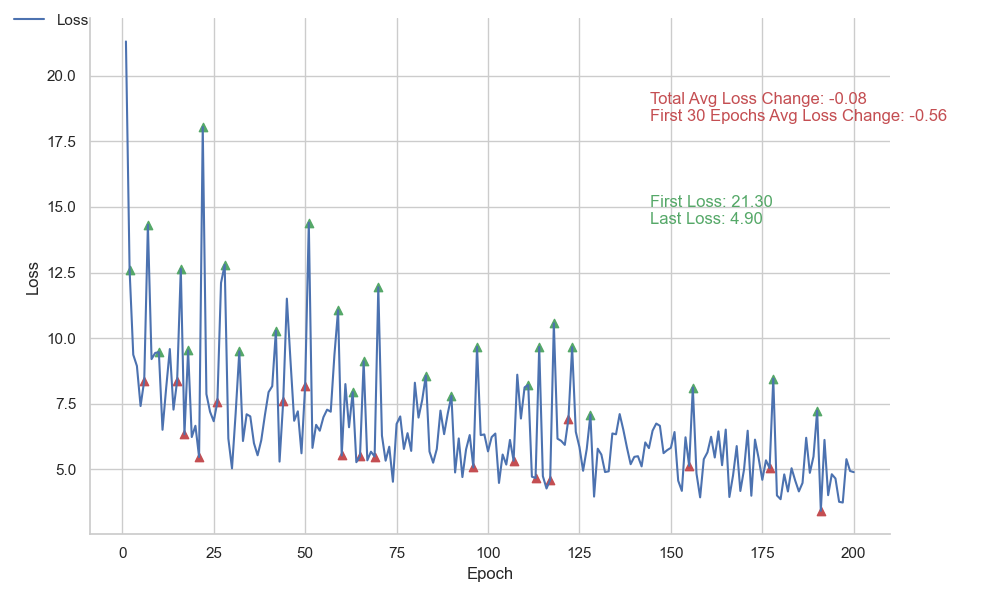 Loss
Total Avg Loss Change: -0.08
First 30 Epochs Avg Loss Change: -0.56
First Loss: 21.30
Last Loss: 4.90
Loss
20.0
17.5
15.0
12.5
10.0
7.5
5.0
0 25 50 75 100 125 150 175 200
Epoch